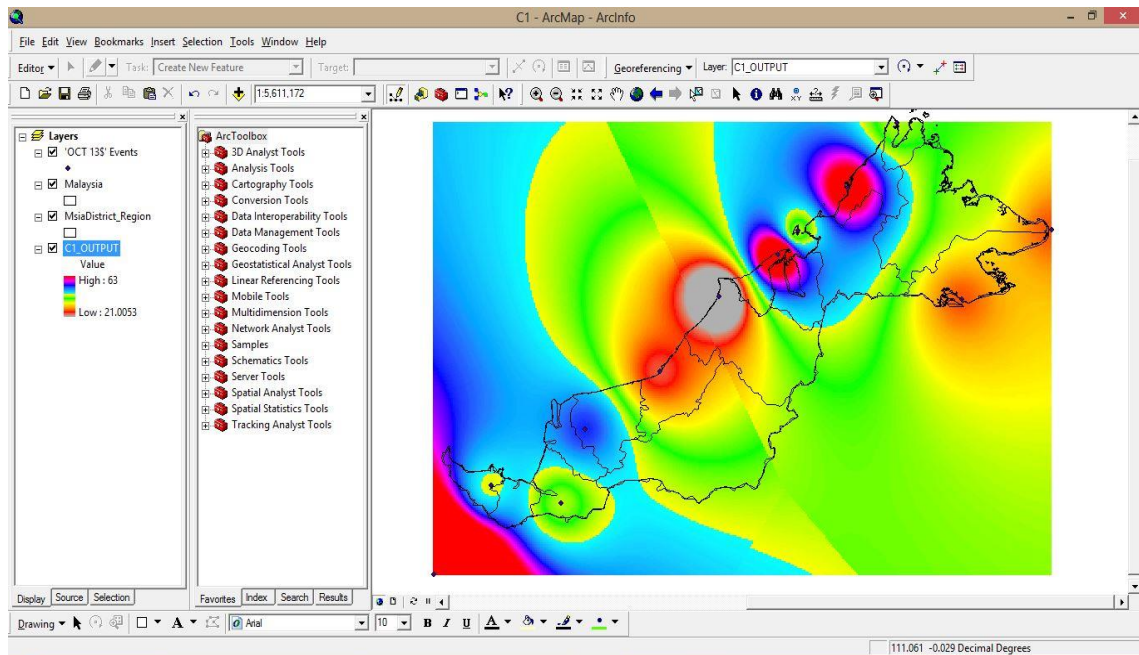 C1 - ArcMap - ArcInfo
File Edit View Bookmarks Insert Selection Tools Window Help
Editor Task: Create New Feature Target: Georeferencing Layer: C1_OUTPUT
1:5,611,172
Layers
'OCT 13$' Events
Malaysia
MsiaDistrict_Region
C1_OUTPUT
Value
High : 63
Low : 21.0053
ArcToolbox
3D Analyst Tools
Analysis Tools
Cartography Tools
Conversion Tools
Data Interoperability Tools
Data Management Tools
Geocoding Tools
Geostatistical Analyst Tools
Linear Referencing Tools
Mobile Tools
Multidimension Tools
Network Analyst Tools
Samples
Schematics Tools
Server Tools
Spatial Analyst Tools
Spatial Statistics Tools
Tracking Analyst Tools
Display Source Selection
Favorites Index Search Results
Drawing A Arial 10 B I U A
111.061 -0.029 Decimal Degrees